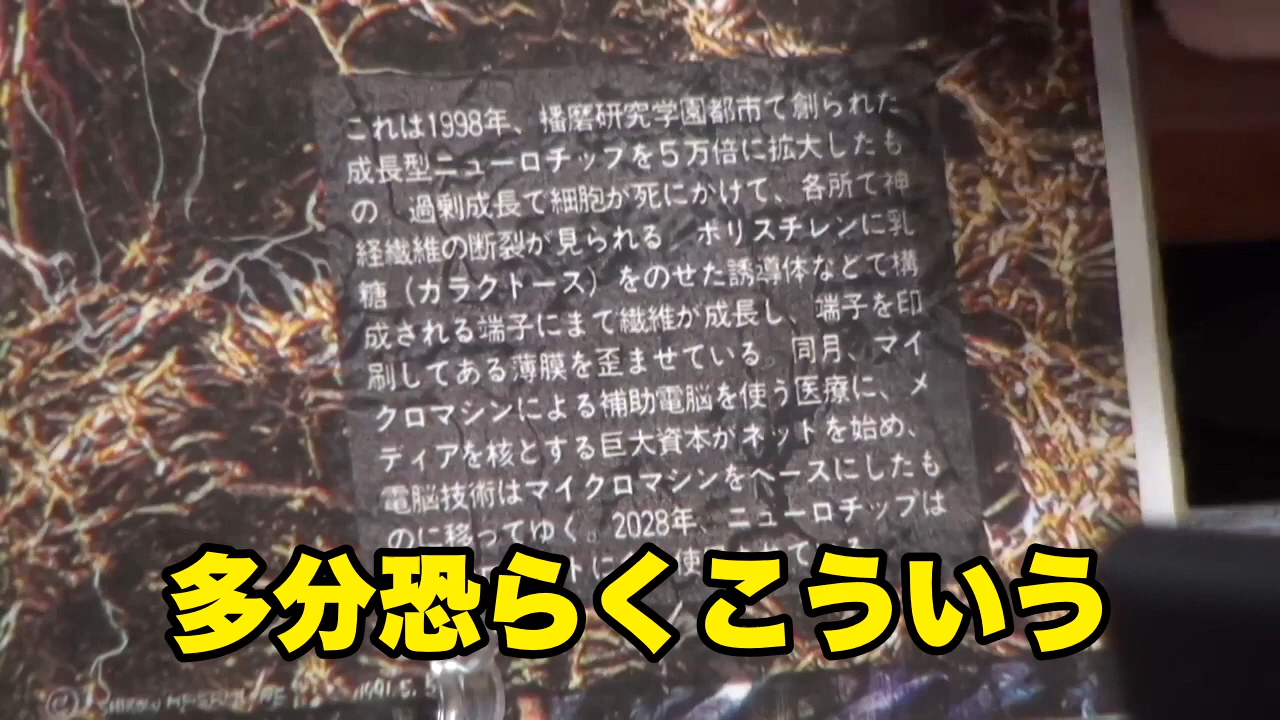 これは1998年、播磨研究学園都市で創られた
成長型ニューロチップを5万倍に拡大したも
の　過剰成長で細胞が死にかけて、各所で神
経繊維の断裂が見られる　ポリスチレンに乳
糖（ガラクトース）をのせた誘導体などで構
成される端子にまで繊維が成長し、端子を印
刷してある薄膜を歪ませている。同月、マイ
クロマシンによる補助電脳を使う医療に、メ
ディアを核とする巨大資本がネットを始め、
電脳技術はマイクロマシンをベースにしたも
のに移ってゆく。2028年、ニューロチップは
トに 使
多分恐らくこういう
1991.5.5